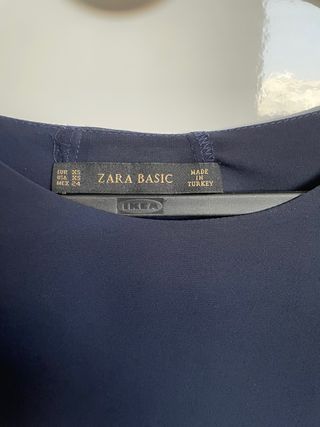 EUR XS
USA XS
MEX 24
ZARA BASIC
MADE
IN
TURKEY
IKEA